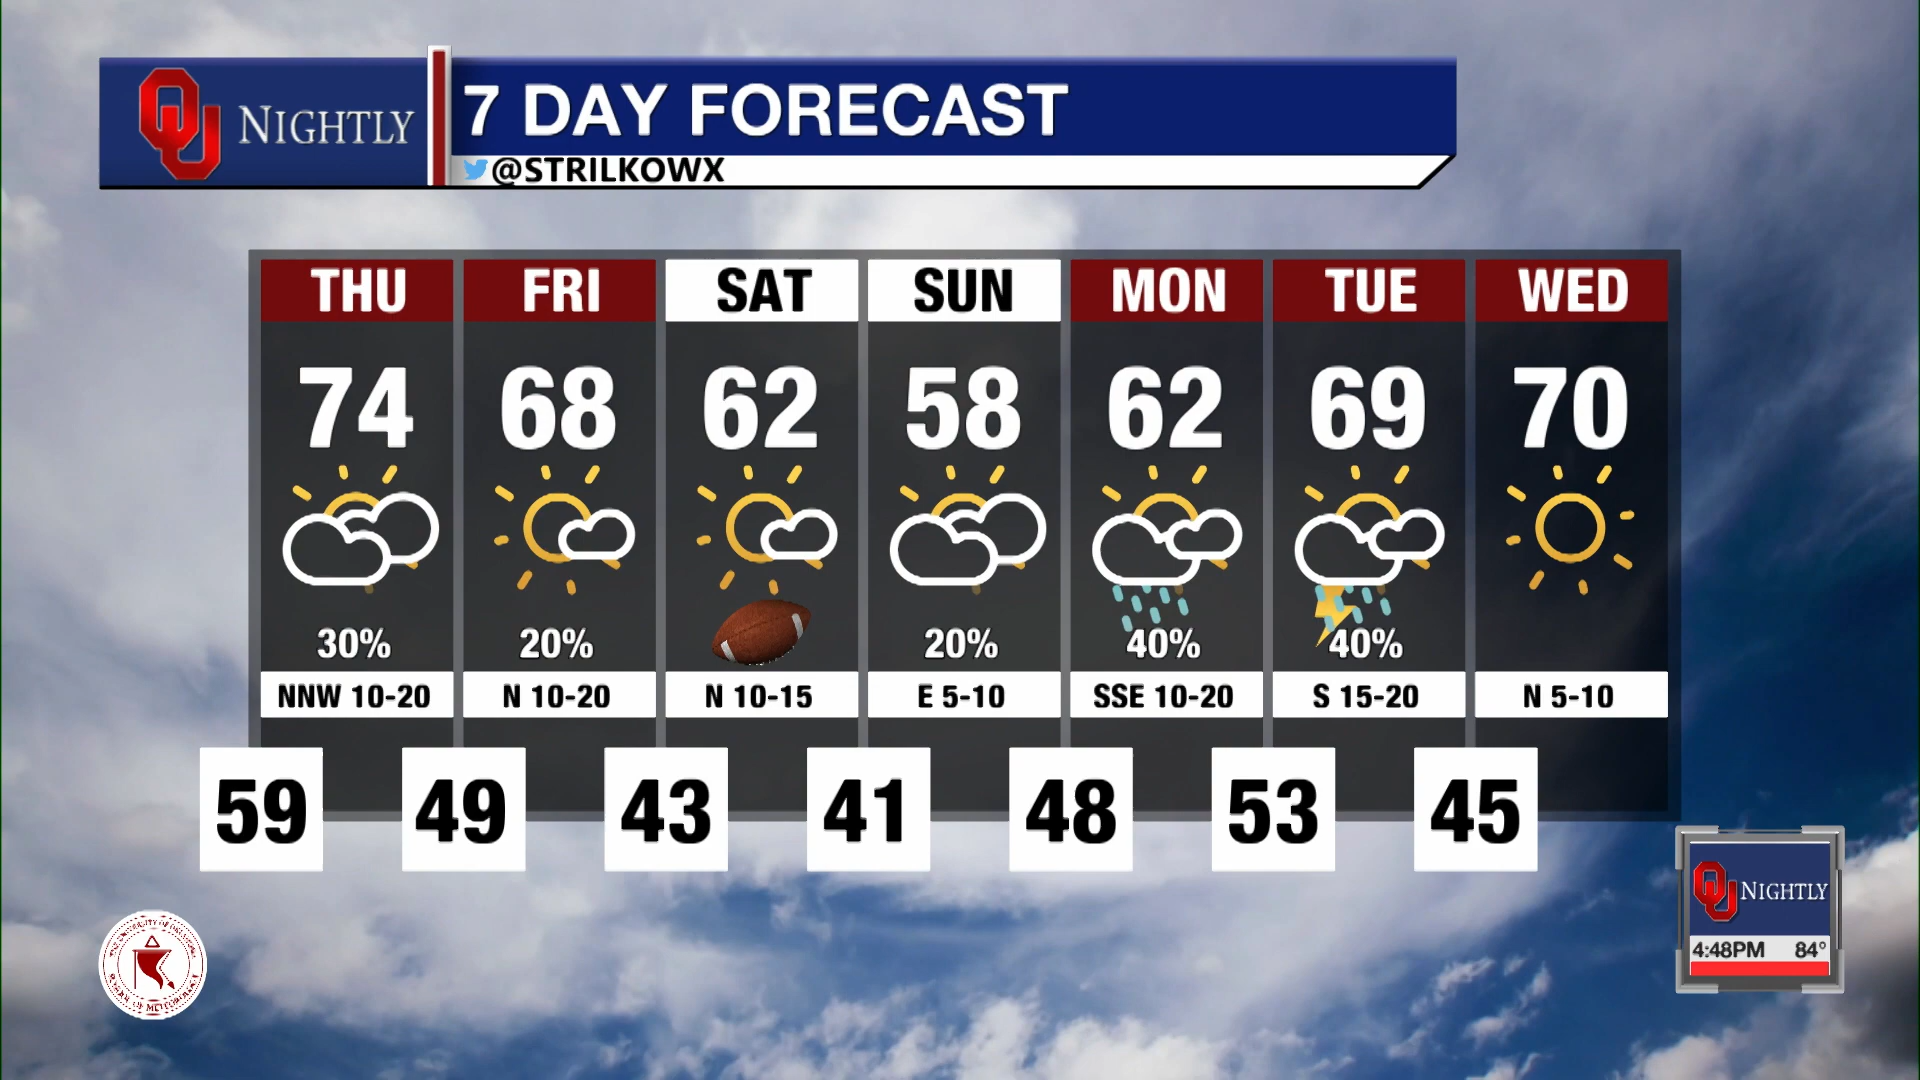 OU NIGHTLY
7 DAY FORECAST
@STRILKOWX
THU FRI SAT SUN MON TUE WED
74 68 62 58 62 69 70
30% 20% 20% 40% 40%
NNW 10-20 N 10-20 N 10-15 E 5-10 SSE 10-20 S 15-20 N 5-10
59 49 43 41 48 53 45
OU NIGHTLY
4:48PM 84°